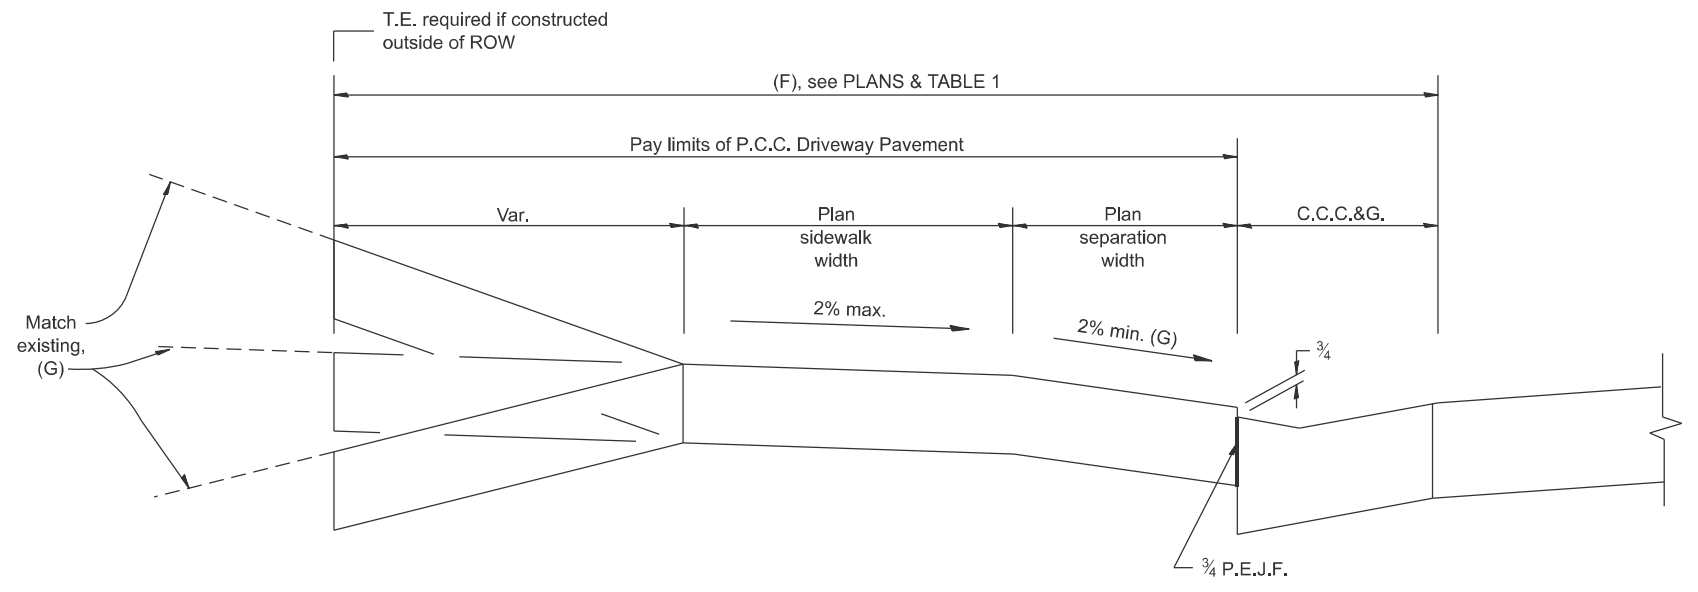 T.E. required if constructed
outside of ROW
(F), see PLANS & TABLE 1
Pay limits of P.C.C. Driveway Pavement
Var.
Plan
sidewalk
width
Plan
separation
width
C.C.C.&G.
2% max.
2% min. (G)
¾
Match
existing,
(G)
¾ P.E.J.F.